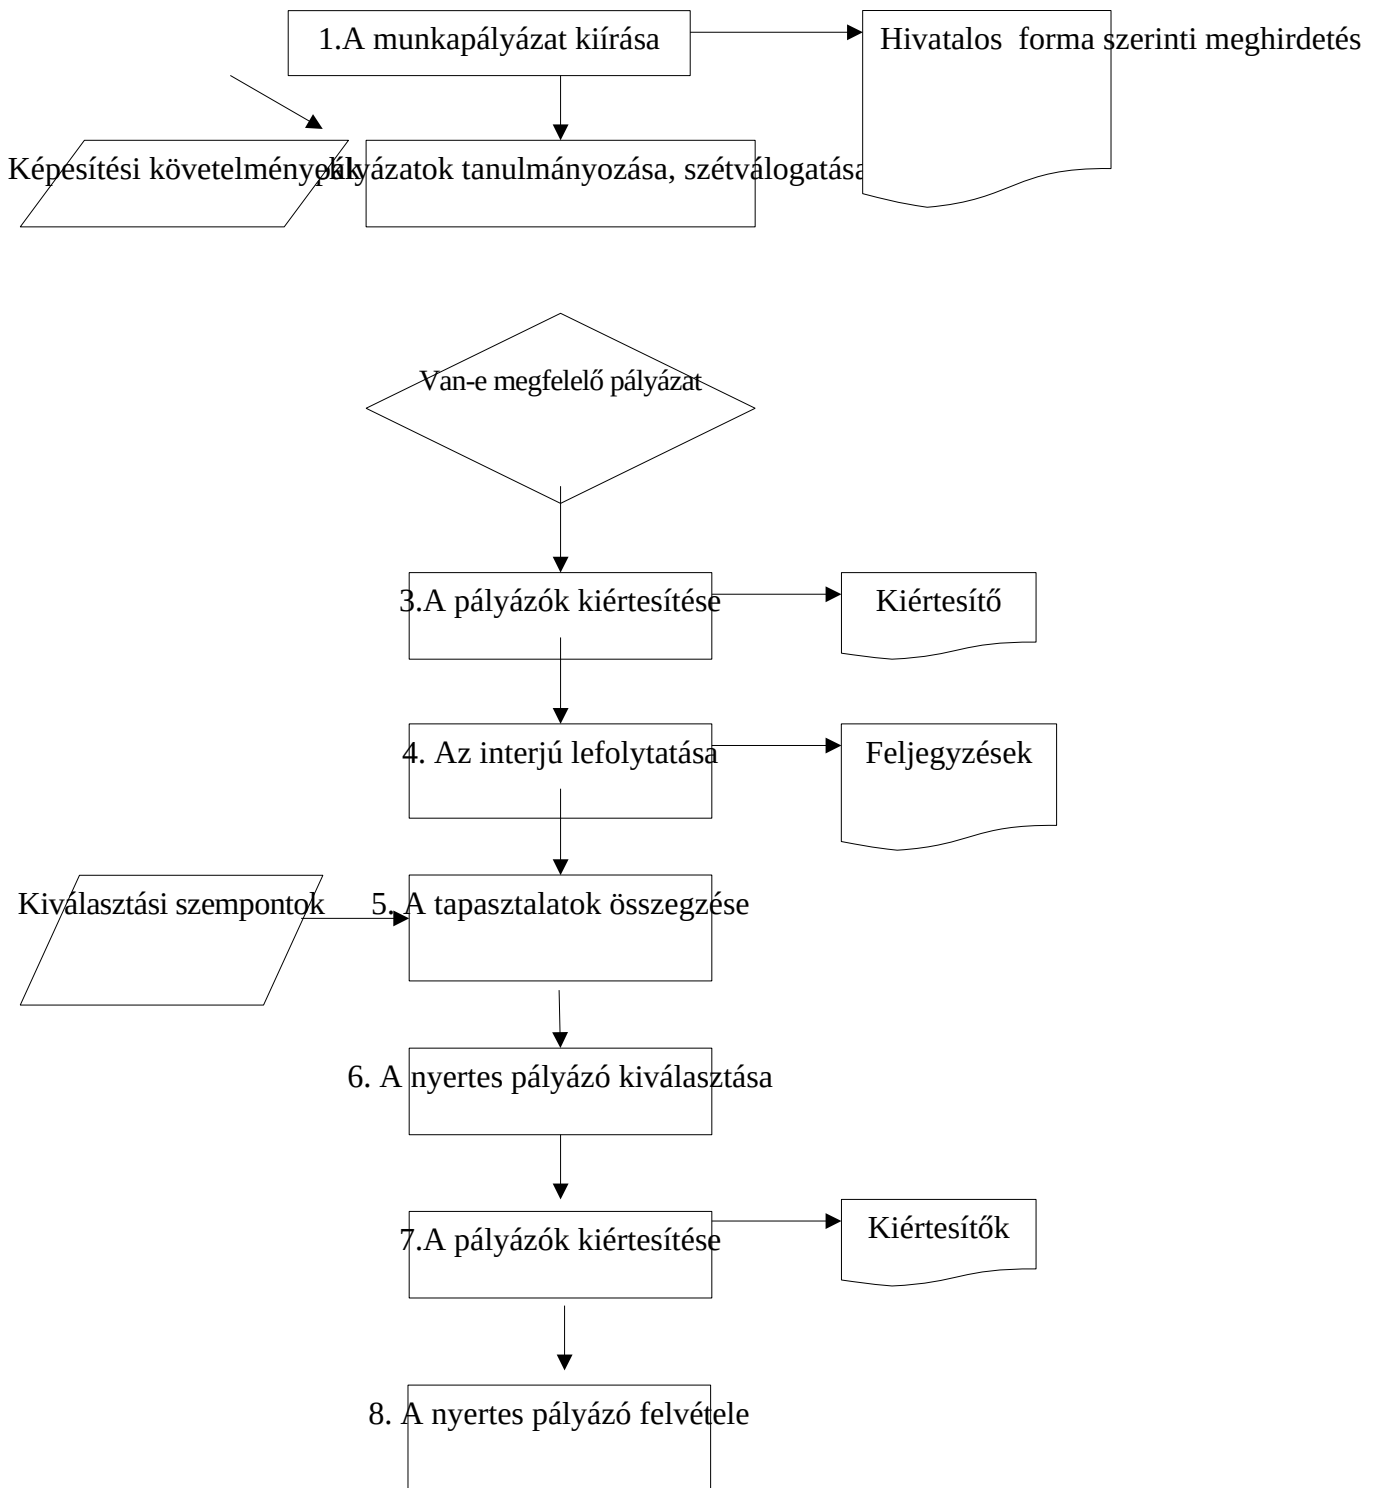 1.A munkapályázat kiírása
Hivatalos forma szerinti meghirdetés
Képesítési követelmények
tanulmányozása, szétválogatása
Van-e megfelelő pályázat
3.A pályázók kiértesítése
Kiértesítő
4. Az interjú lefolytatása
Feljegyzések
Kiválasztási szempontok
5. A tapasztalatok összegzése
6. A nyertes pályázó kiválasztása
7.A pályázók kiértesítése
Kiértesítők
8. A nyertes pályázó felvétele